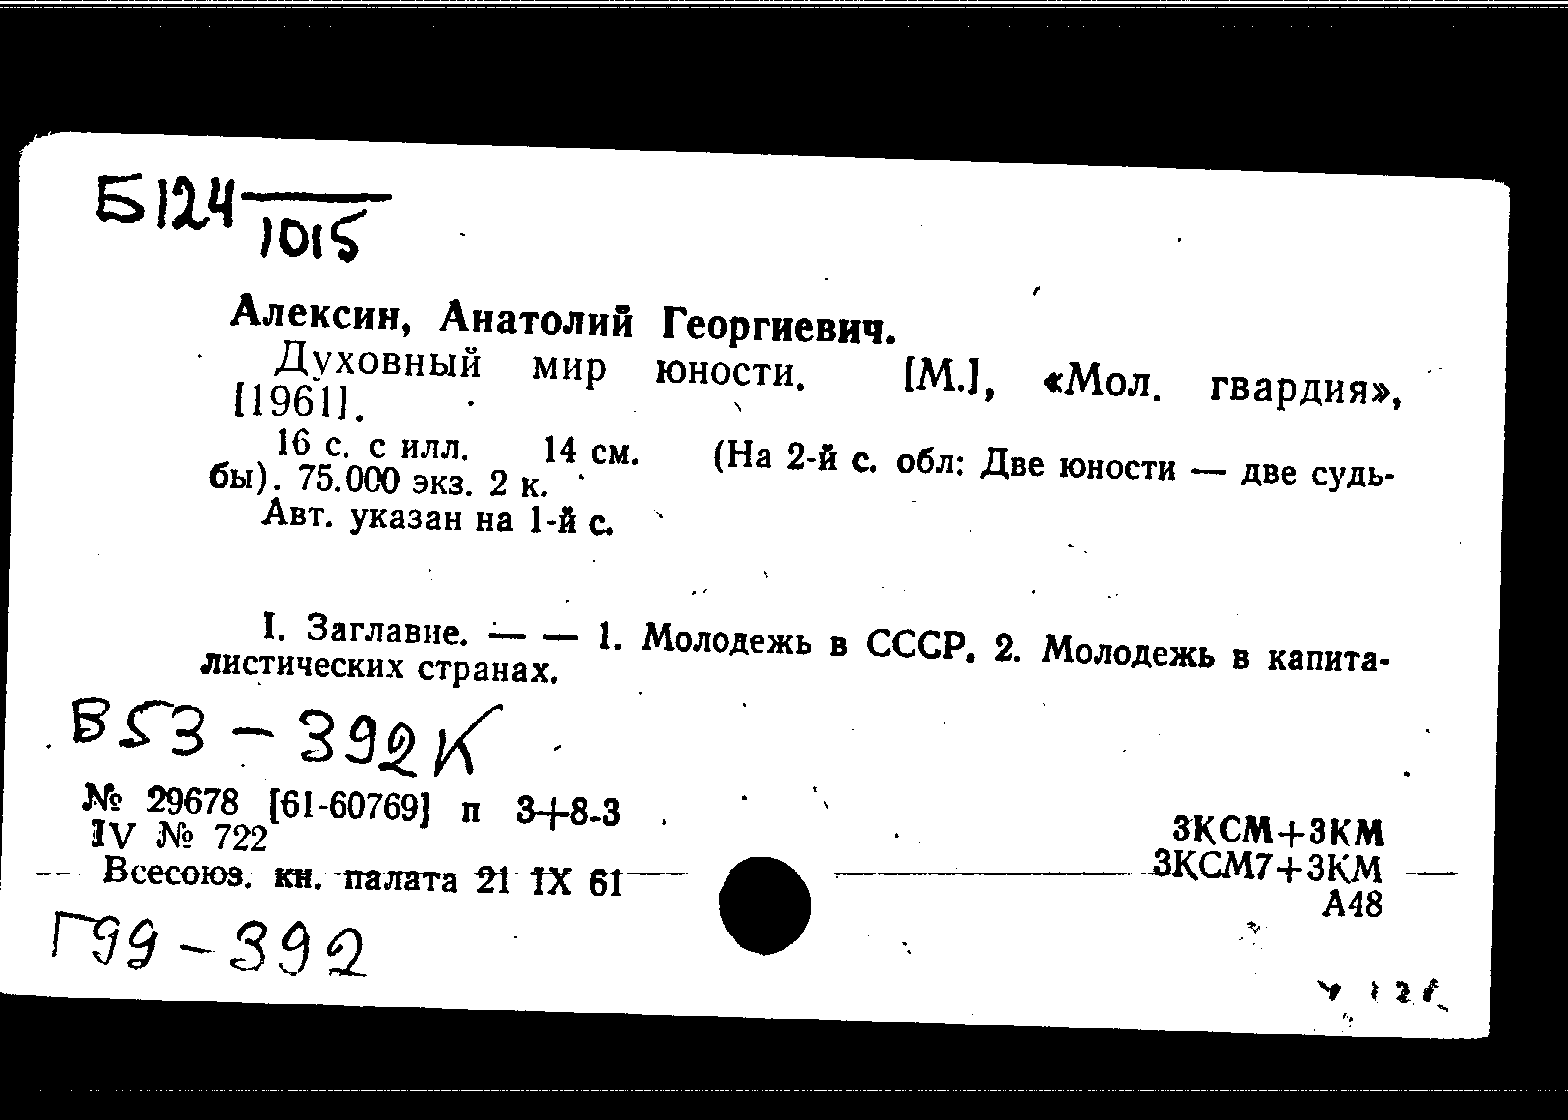 Б124
1015
Алексин, Анатолий Георгиевич.
Духовный мир юности. [М.], «Мол. гвардия»,
[1961].
16 с. с илл. 14 см. (На 2-й с. обл: Две юности — две судь-
бы). 75.000 экз. 2 к.
Авт. указан на 1-й с.
I. Заглавие. — — 1. Молодежь в СССР. 2. Молодежь в капита-
листических странах.
В53-392К
№ 29678 [61-60769] п 3+8-3
IV № 722
Всесоюз. кн. палата 21 IX 61
3КСМ+3КМ
3КСМ7+3КМ
А48
Г99-392